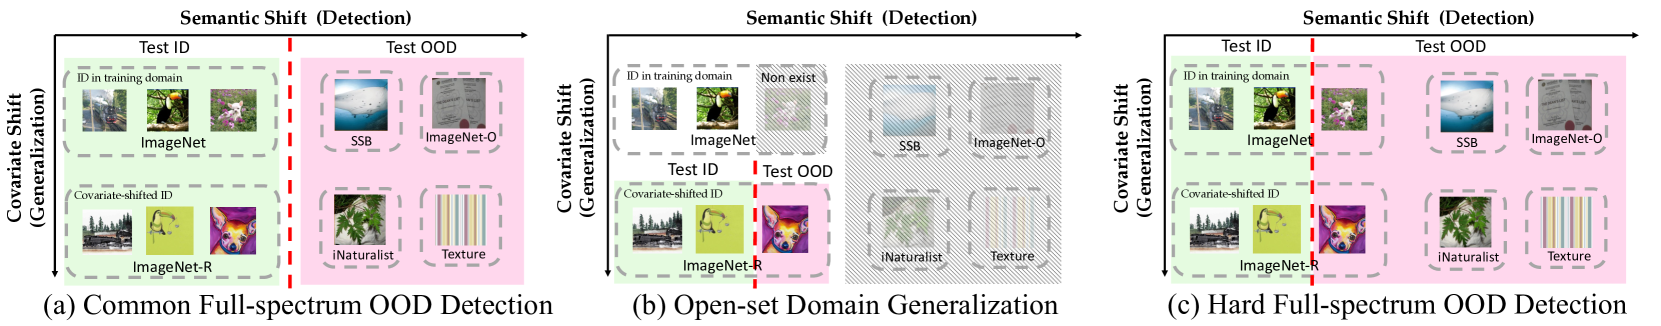 Semantic Shift (Detection)
Covariate Shift
(Generalization)
Test ID
Test OOD
ID in training domain
ImageNet
SSB
ImageNet-O
Covariate-shifted ID
ImageNet-R
iNaturalist
Texture
(a) Common Full-spectrum OOD Detection
Semantic Shift (Detection)
Covariate Shift
(Generalization)
ID in training domain
Non exist
ImageNet
SSB
ImageNet-O
Test ID
Test OOD
Covariate-shifted ID
ImageNet-R
iNaturalist
Texture
(b) Open-set Domain Generalization
Semantic Shift (Detection)
Covariate Shift
(Generalization)
Test ID
Test OOD
ID in training domain
ImageNet
SSB
ImageNet-O
Covariate-shifted ID
ImageNet-R
iNaturalist
Texture
(c) Hard Full-spectrum OOD Detection